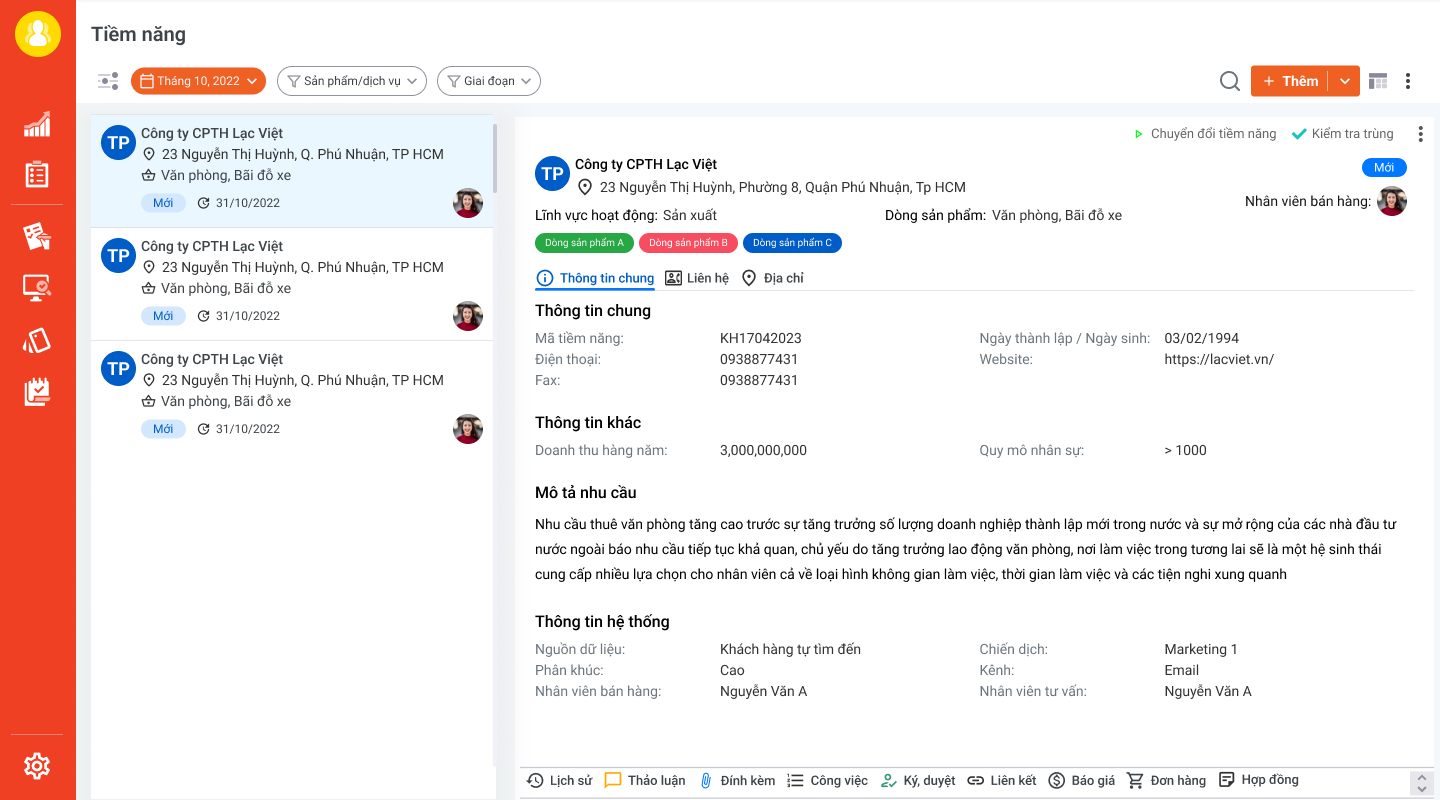 Tiềm năng
Tháng 10, 2022
Sản phẩm/dịch vụ
Giai đoạn
+ Thêm
TP
Công ty CPTH Lạc Việt
23 Nguyễn Thị Huỳnh, Q. Phú Nhuận, TP HCM
Văn phòng, Bãi đỗ xe
Mới 31/10/2022
TP
Công ty CPTH Lạc Việt
23 Nguyễn Thị Huỳnh, Q. Phú Nhuận, TP HCM
Văn phòng, Bãi đỗ xe
Mới 31/10/2022
TP
Công ty CPTH Lạc Việt
23 Nguyễn Thị Huỳnh, Q. Phú Nhuận, TP HCM
Văn phòng, Bãi đỗ xe
Mới 31/10/2022
Chuyển đổi tiềm năng Kiểm tra trùng
TP
Công ty CPTH Lạc Việt
Mới
23 Nguyễn Thị Huỳnh, Phường 8, Quận Phú Nhuận, Tp HCM
Nhân viên bán hàng:
Lĩnh vực hoạt động: Sản xuất Dòng sản phẩm: Văn phòng, Bãi đỗ xe
Dòng sản phẩm A Dòng sản phẩm B Dòng sản phẩm C
Thông tin chung Liên hệ Địa chỉ
Thông tin chung
Mã tiềm năng: KH17042023 Ngày thành lập / Ngày sinh: 03/02/1994
Điện thoại: 0938877431 Website: https://lacviet.vn/
Fax: 0938877431
Thông tin khác
Doanh thu hàng năm: 3,000,000,000 Quy mô nhân sự: > 1000
Mô tả nhu cầu
Nhu cầu thuê văn phòng tăng cao trước sự tăng trưởng số lượng doanh nghiệp thành lập mới trong nước và sự mở rộng của các nhà đầu tư
nước ngoài báo nhu cầu tiếp tục khả quan, chủ yếu do tăng trưởng lao động văn phòng, nơi làm việc trong tương lai sẽ là một hệ sinh thái
cung cấp nhiều lựa chọn cho nhân viên cả về loại hình không gian làm việc, thời gian làm việc và các tiện nghi xung quanh
Thông tin hệ thống
Nguồn dữ liệu: Khách hàng tự tìm đến Chiến dịch: Marketing 1
Phân khúc: Cao Kênh: Email
Nhân viên bán hàng: Nguyễn Văn A Nhân viên tư vấn: Nguyễn Văn A
Lịch sử Thảo luận Đính kèm Công việc Ký, duyệt Liên kết Báo giá Đơn hàng Hợp đồng